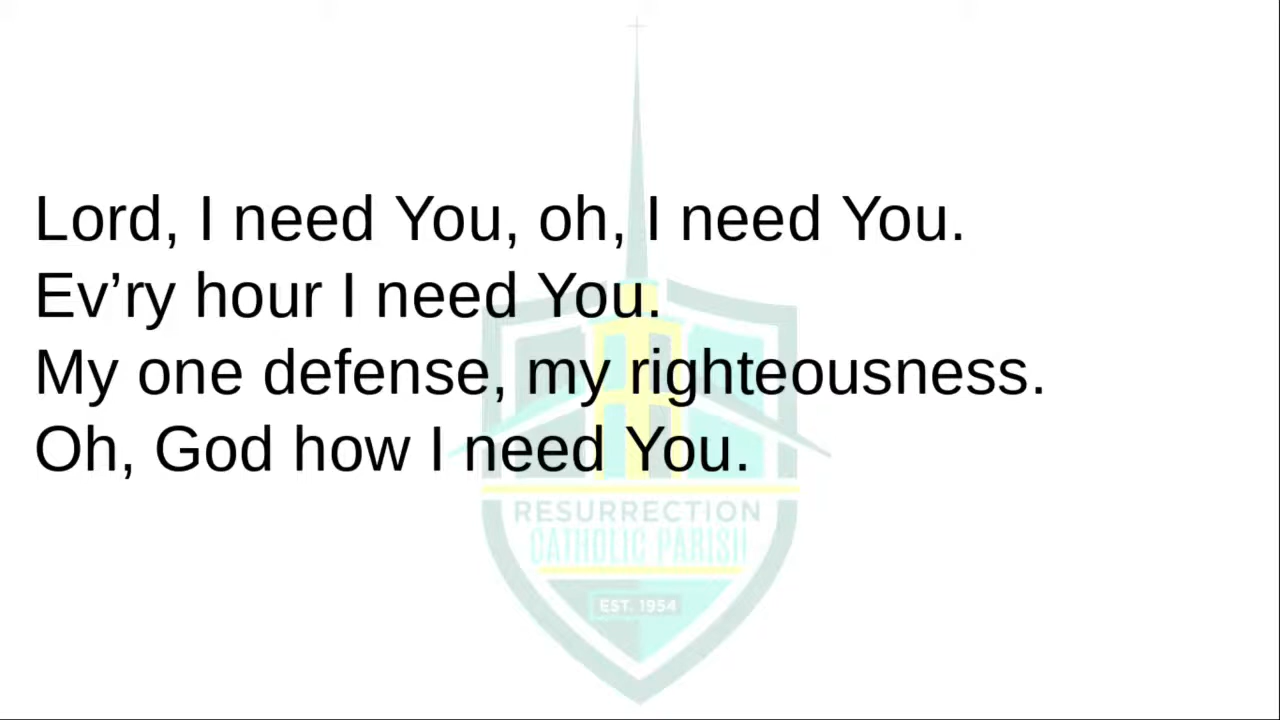 Lord, I need You, oh, I need You.
Ev’ry hour I need You.
My one defense, my righteousness.
Oh, God how I need You.
RESURRECTION
CATHOLIC PARISH
EST. 1954